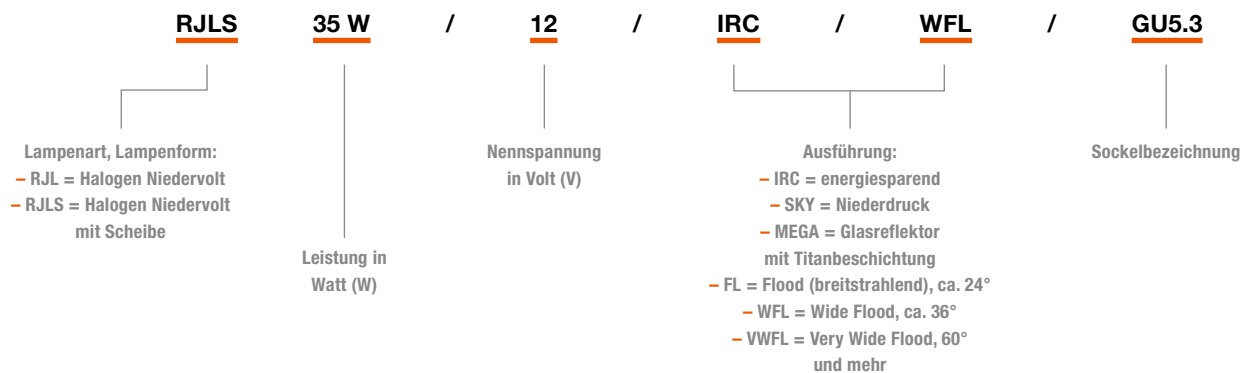 RJLS 35 W / 12 / IRC / WFL / GU5.3
Lampenart, Lampenform:
– RJL = Halogen Niedervolt
– RJLS = Halogen Niedervolt
mit Scheibe
Leistung in
Watt (W)
Nennspannung
in Volt (V)
Ausführung:
– IRC = energiesparend
– SKY = Niederdruck
– MEGA = Glasreflektor
mit Titanbeschichtung
– FL = Flood (breitstrahlend), ca. 24°
– WFL = Wide Flood, ca. 36°
– VWFL = Very Wide Flood, 60°
und mehr
Sockelbezeichnung